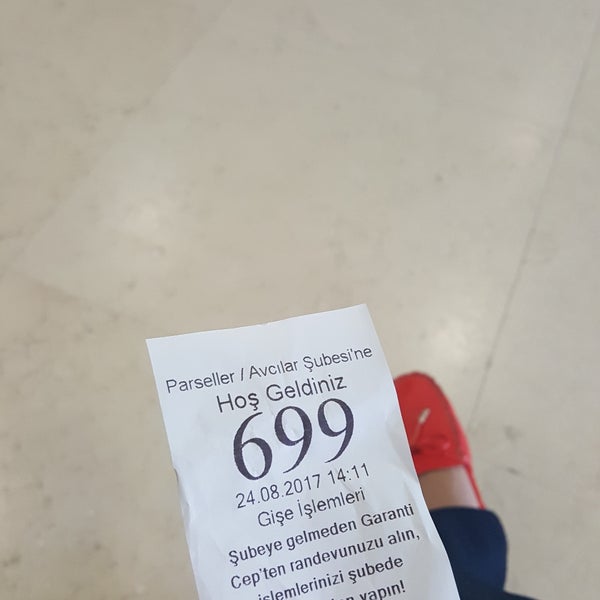 Parseller / Avcılar Şubesi'ne
Hoş Geldiniz
699
24.08.2017 14:11
Gişe İşlemleri
Şubeye gelmeden Garanti
Cep'ten randevunuzu alın,
işlemlerinizi şubede
yapın!